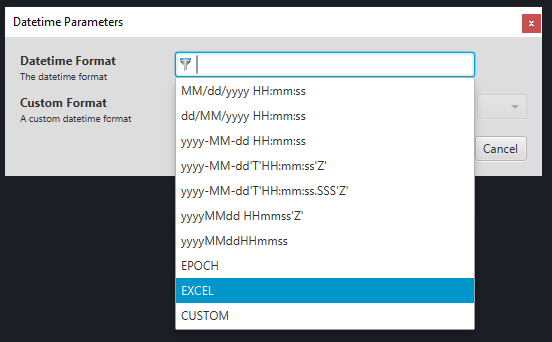 Datetime Parameters
x
Datetime Format
The datetime format
Custom Format
A custom datetime format
MM/dd/yyyy HH:mm:ss
dd/MM/yyyy HH:mm:ss
yyyy-MM-dd HH:mm:ss
yyyy-MM-dd'T'HH:mm:ss'Z'
yyyy-MM-dd'T'HH:mm:ss.SSS'Z'
yyyyMMdd HHmmss'Z'
yyyyMMddHHmmss
EPOCH
EXCEL
CUSTOM
Cancel